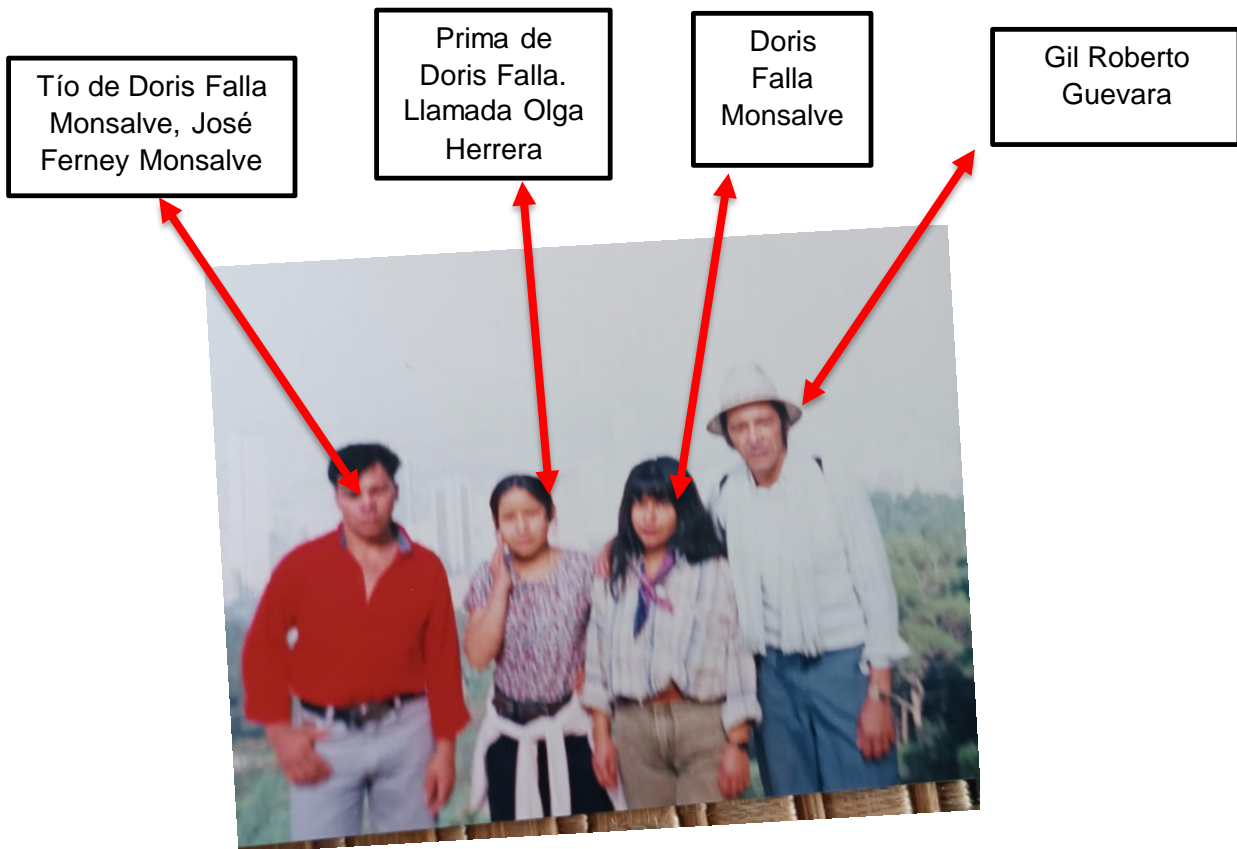 Tío de Doris Falla
Monsalve, José
Ferney Monsalve
Prima de
Doris Falla.
Llamada Olga
Herrera
Doris
Falla
Monsalve
Gil Roberto
Guevara